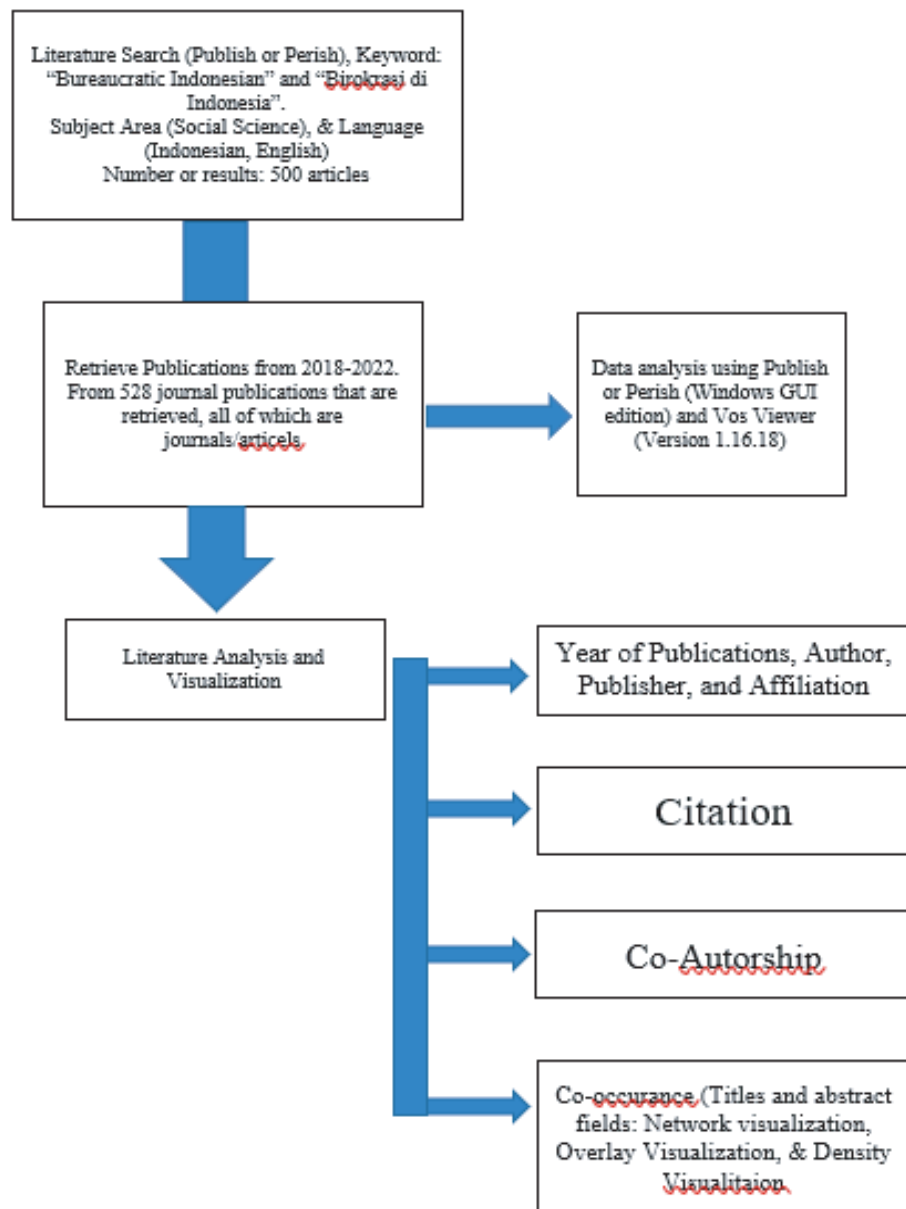 Literature Search (Publish or Perish), Keyword:
“Bureaucratic Indonesian” and “Birokrasi di
Indonesia”.
Subject Area (Social Science), & Language
(Indonesian, English)
Number or results: 500 articles
Retrieve Publications from 2018-2022.
From 528 journal publications that are
retrieved, all of which are
journals/articels
Data analysis using Publish
or Perish (Windows GUI
edition) and Vos Viewer
(Version 1.16.18)
Literature Analysis and
Visualization
Year of Publications, Author,
Publisher, and Affiliation
Citation
Co-Autorship
Co-occurance (Titles and abstract
fields: Network visualization,
Overlay Visualization, & Density
Visualitaion